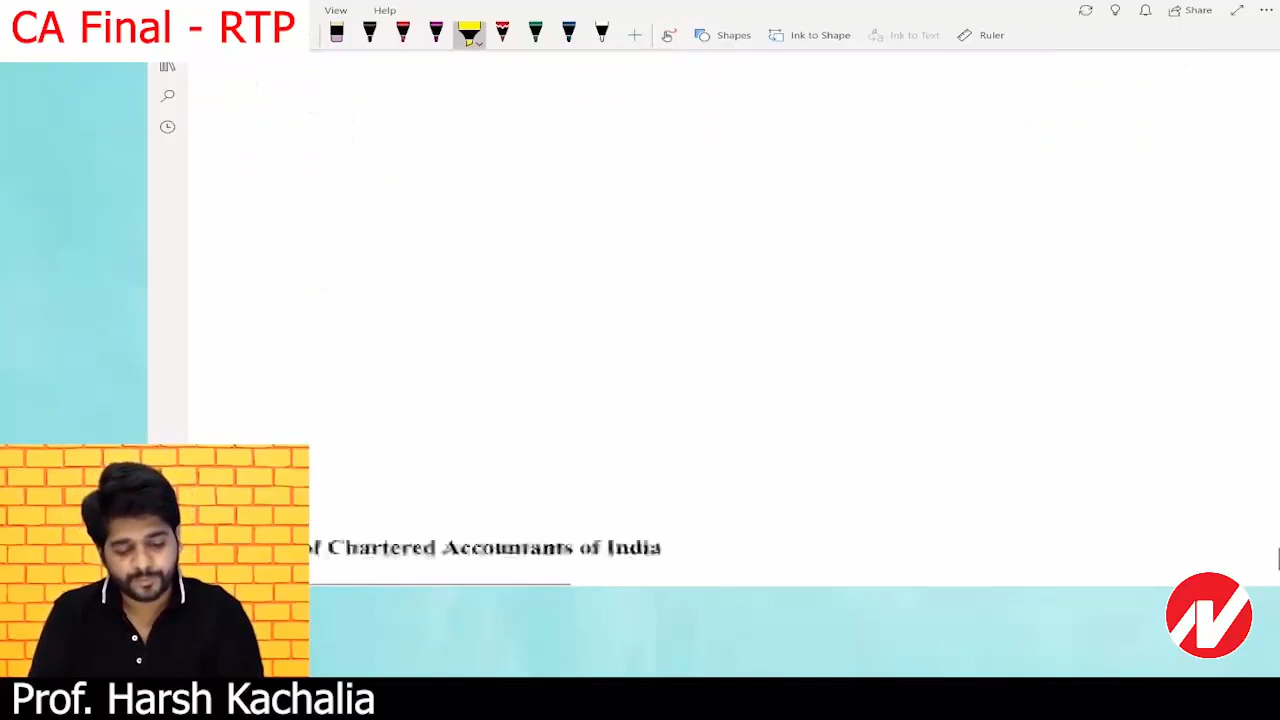 CA Final - RTP
View Help
Share
Shapes Ink to Shape Ink to Text Ruler
of Chartered Accountants of India
Prof. Harsh Kachalia